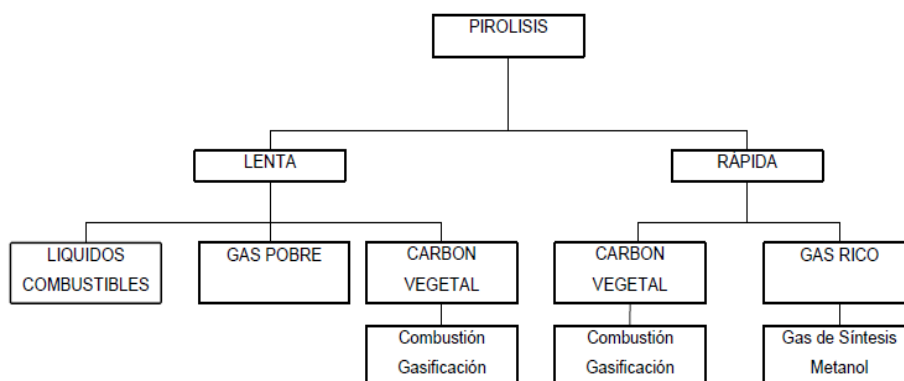 PIROLISIS
LENTA
RÁPIDA
LIQUIDOS
COMBUSTIBLES
GAS POBRE
CARBON
VEGETAL
CARBON
VEGETAL
GAS RICO
Combustión
Gasificación
Combustión
Gasificación
Gas de Síntesis
Metanol